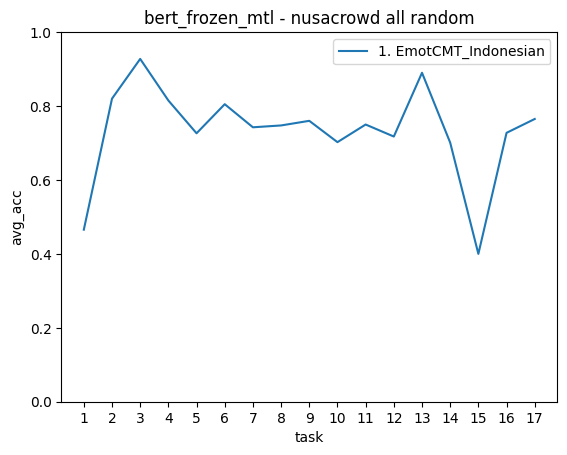 bert_frozen_mtl - nusacrowd all random
1. EmotCMT_Indonesian
avg_acc
1.0
0.8
0.6
0.4
0.2
0.0
1 2 3 4 5 6 7 8 9 10 11 12 13 14 15 16 17
task